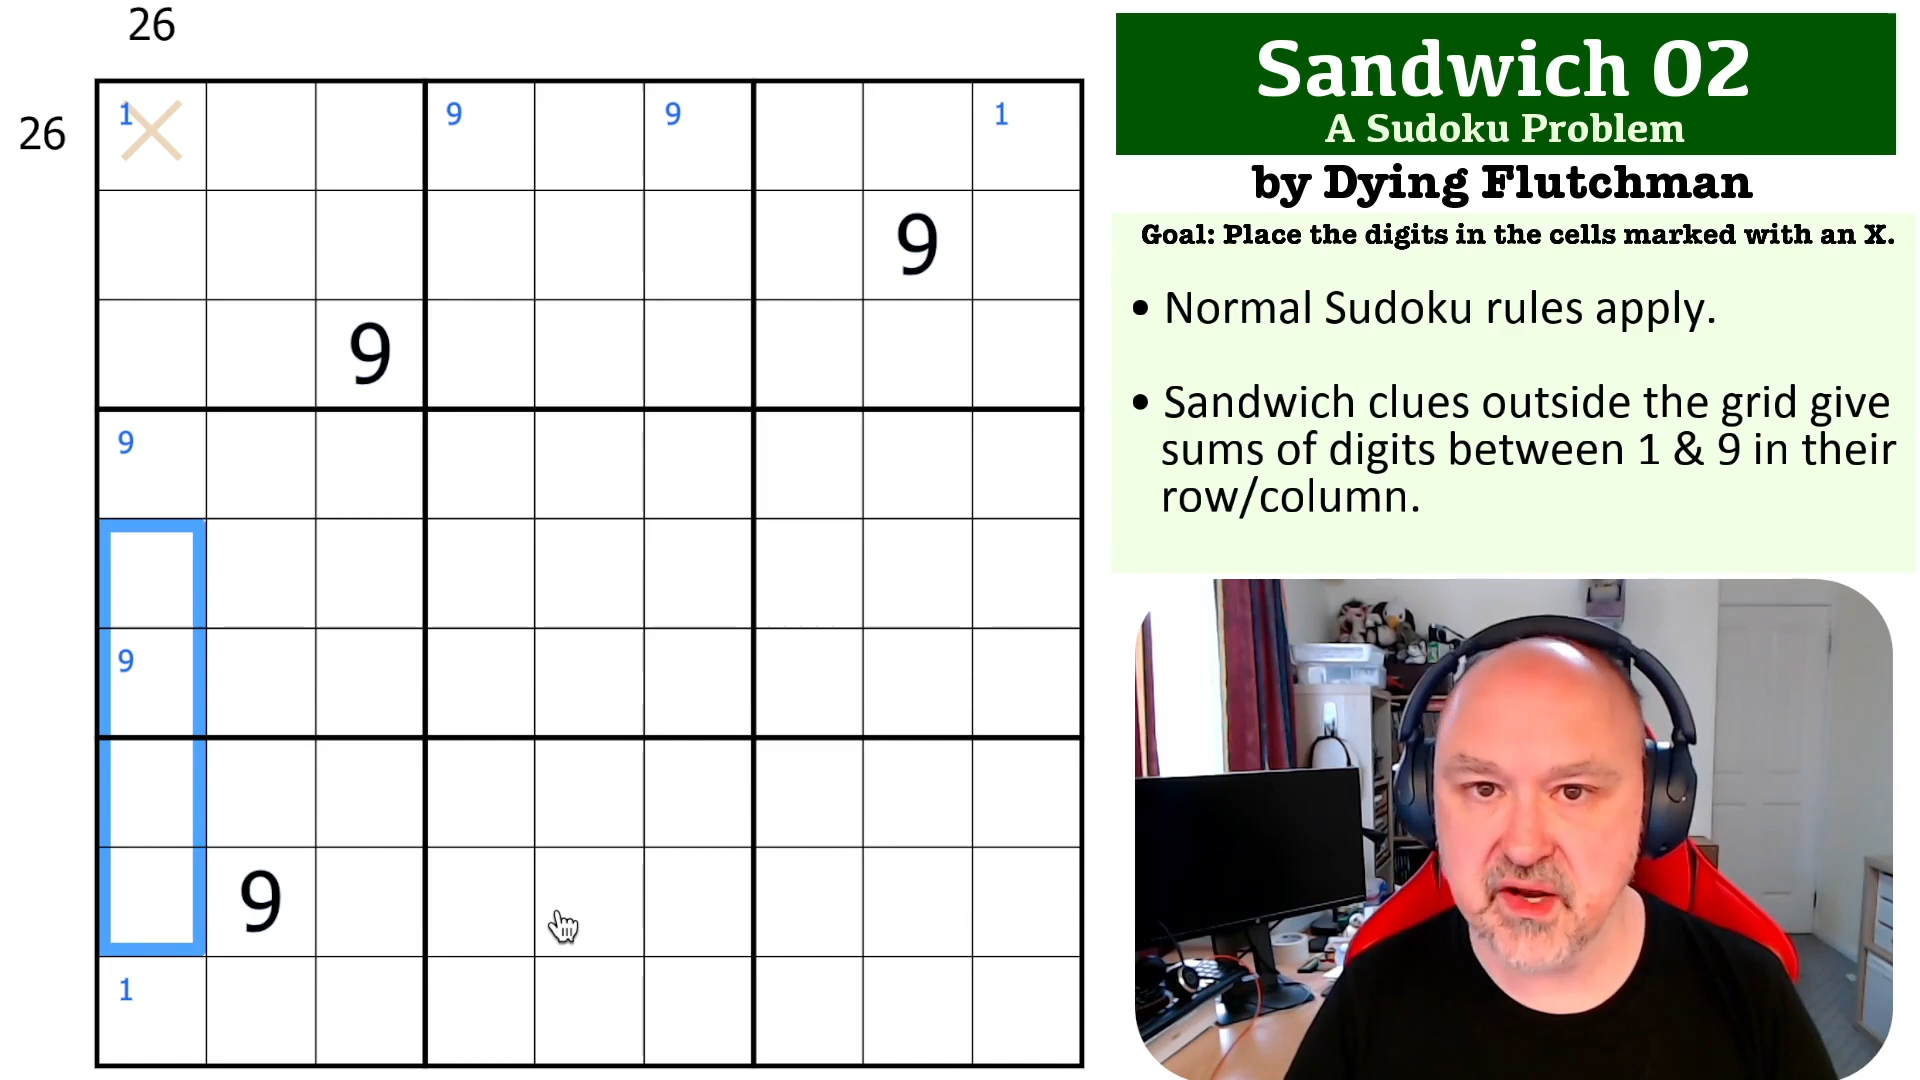 26
26
1 9 9 1
9
9
9
9
9
1
Sandwich 02
A Sudoku Problem
by Dying Flutchman
Goal: Place the digits in the cells marked with an X.
• Normal Sudoku rules apply.
• Sandwich clues outside the grid give
sums of digits between 1 & 9 in their
row/column.